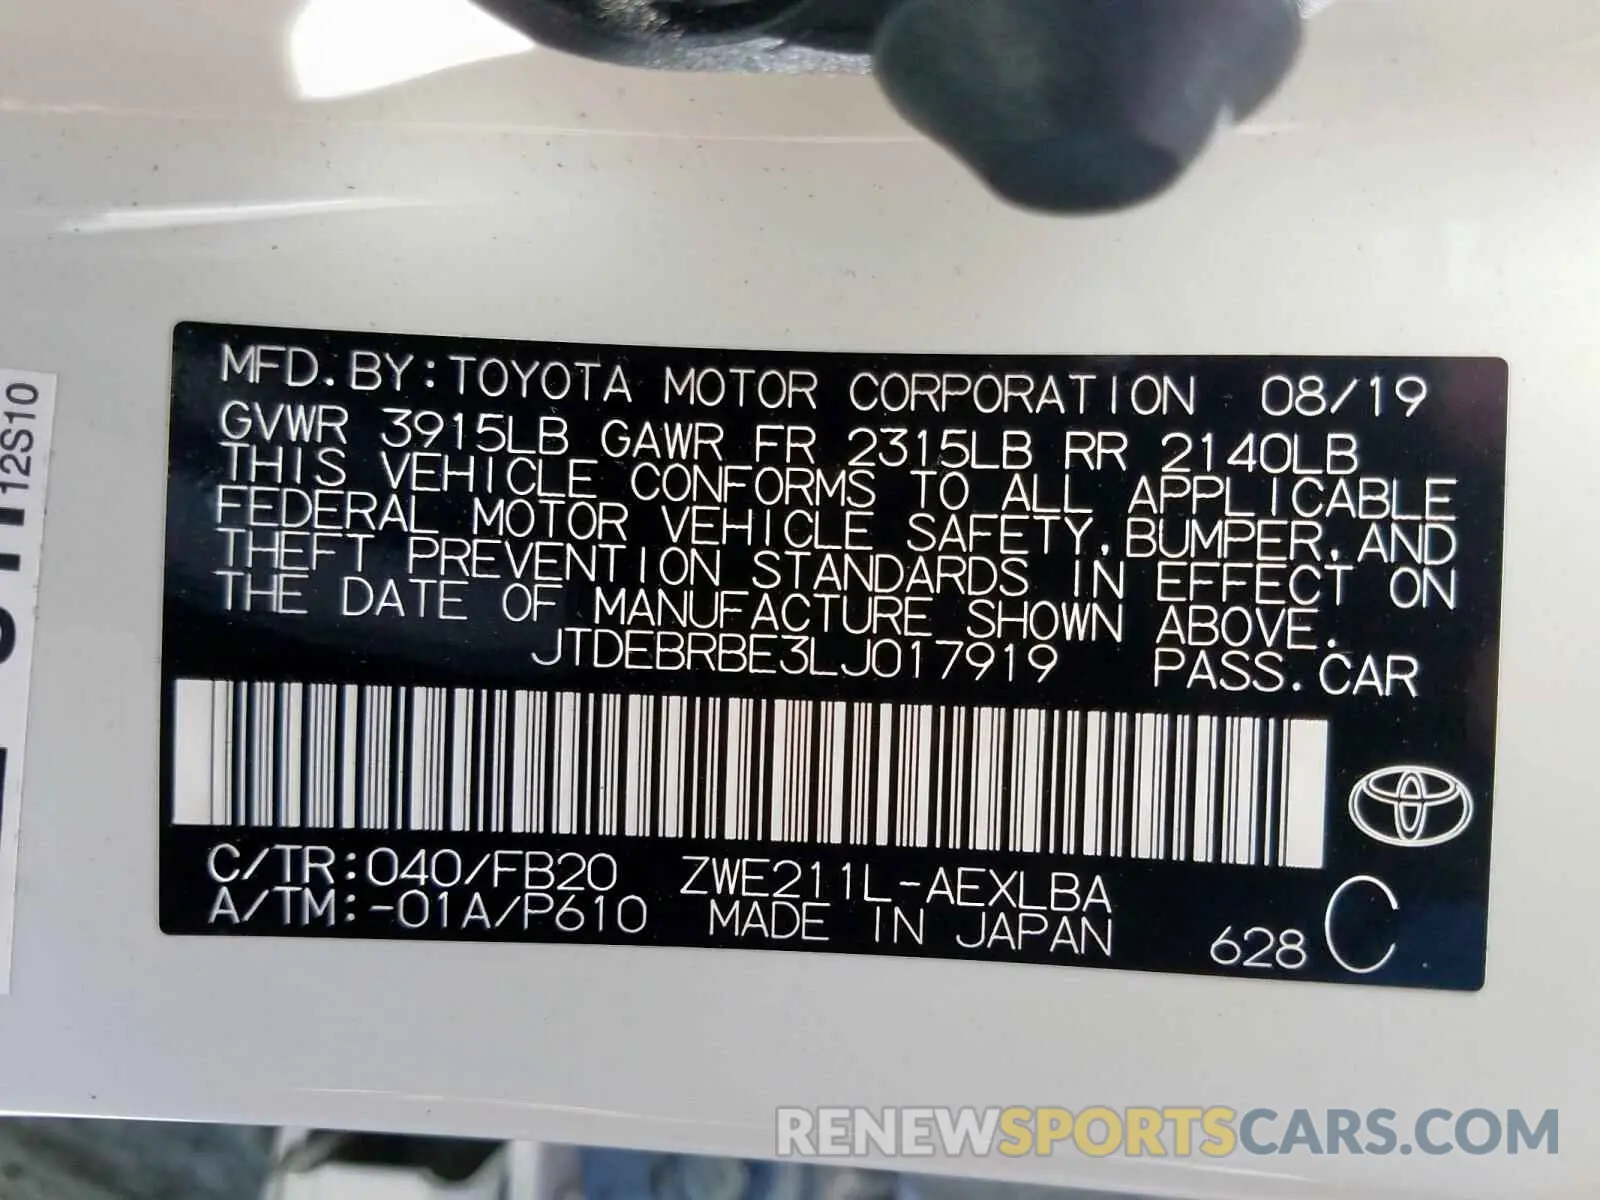 MFD. BY: TOYOTA MOTOR CORPORATION 08/19
GVWR 3915LB GAWR FR 2315LB RR 2140LB
THIS VEHICLE CONFORMS TO ALL APPLICABLE
FEDERAL MOTOR VEHICLE SAFETY, BUMPER, AND
THEFT PREVENTION STANDARDS IN EFFECT ON
THE DATE OF MANUFACTURE SHOWN ABOVE.
JTDEBRBE3LJ017919 PASS. CAR
C/TR: 040/FB20 ZWE211L-AEXLBA
A/TM: -01A/P610 MADE IN JAPAN 628 C
12S10
RENEWSPORTSCARS.COM